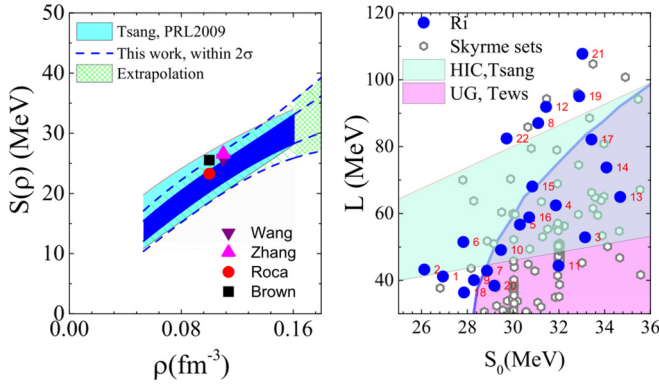 Tsang, PRL2009
This work, within 2σ
Extrapolation
S(ρ) (MeV)
50
40
30
20
10
0
Wang
Zhang
Roca
Brown
0.00
0.08
0.16
ρ(fm⁻³)
Ri
Skyrme sets
HIC,Tsang
UG, Tews
L (MeV)
120
100
80
60
40
21
19
12
8
22
17
14
15
13
4
16
5
3
6
10
11
2
1
7
9
18
20
26
28
30
32
34
36
S₀(MeV)